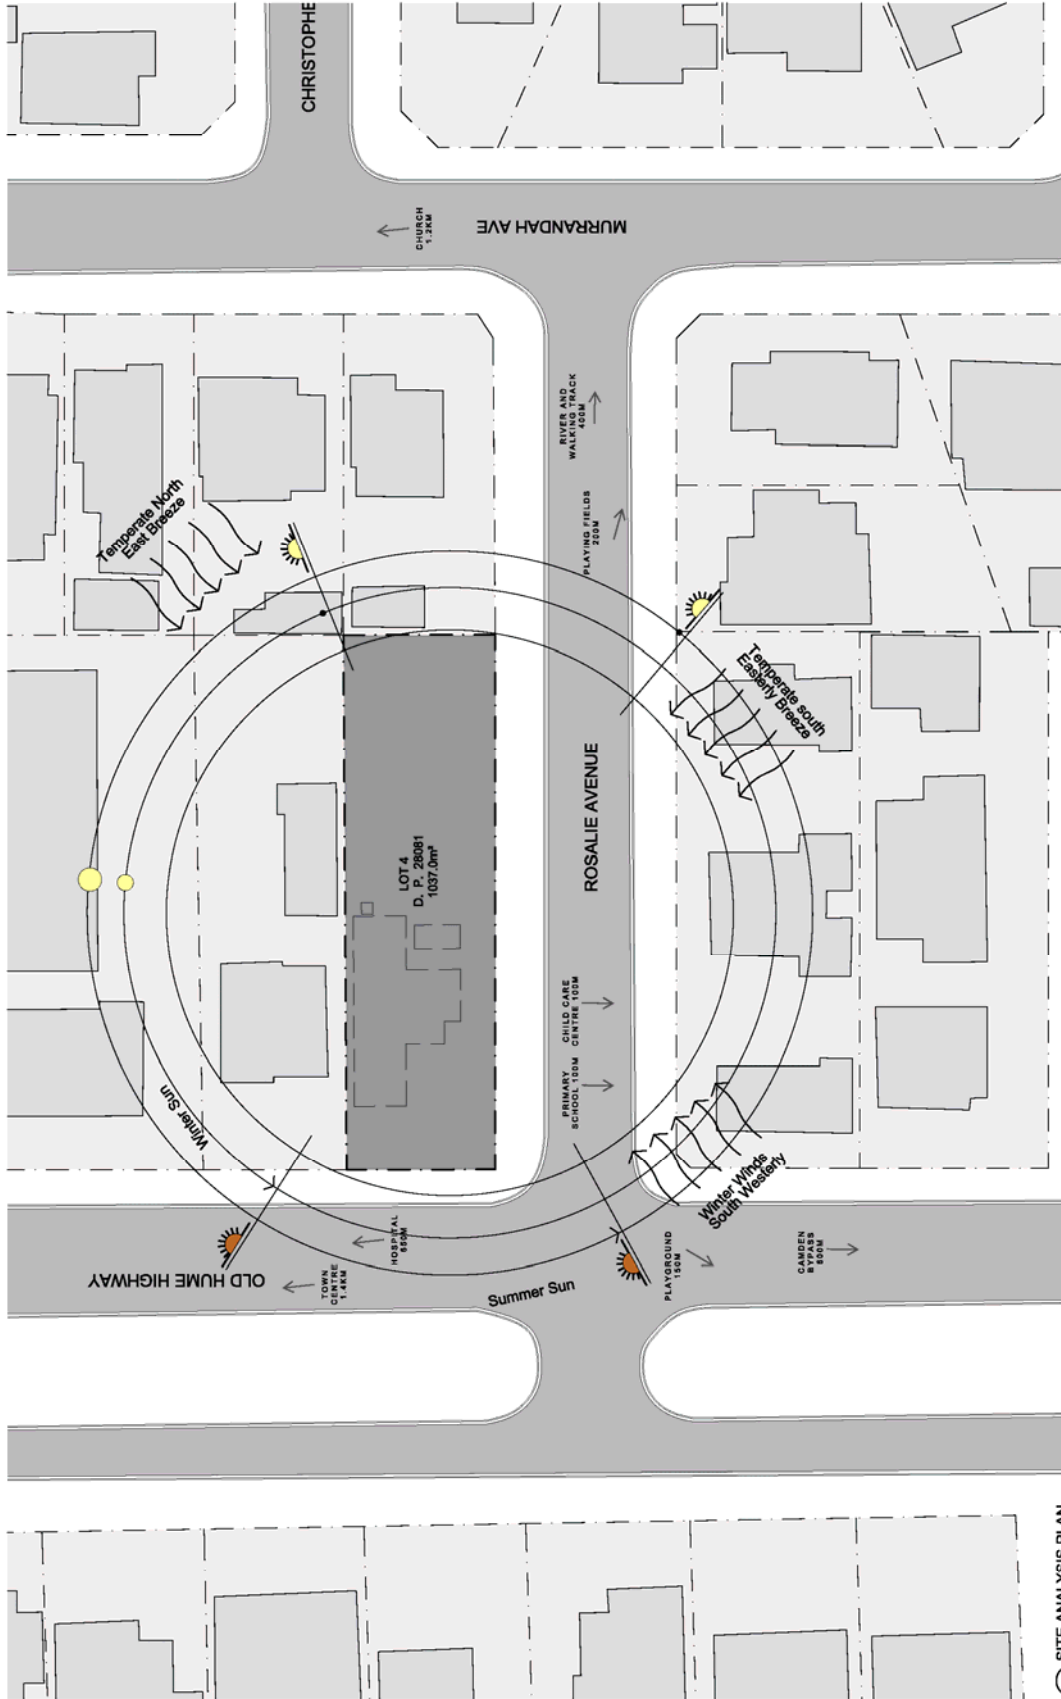 CHRISTOPHE
CHURCH
1.2KM
MURRANDAH AVE
RIVER AND
WALKING TRACK
400M
PLAYING FIELDS
200M
Temperate North
East Breeze
Temperate south
Easterly Breeze
ROSALIE AVENUE
LOT 4
D. P. 28081
1037.0m²
CHILD CARE
CENTRE 100M
PRIMARY
SCHOOL 100M
Winter Sun
Winter Winds
South Westerly
HOSPITAL
650M
OLD HUME HIGHWAY
TOWN
CENTRE
1.4KM
Summer Sun
PLAYGROUND
150M
CAMDEN
BYPASS
600M
SITE ANALYSIS PLAN